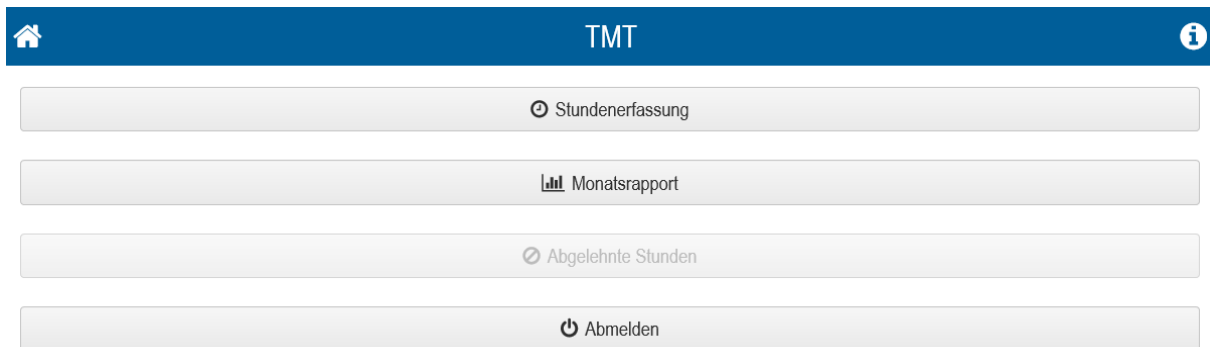 TMT
Stundenerfassung
Monatsrapport
Abgelehnte Stunden
Abmelden